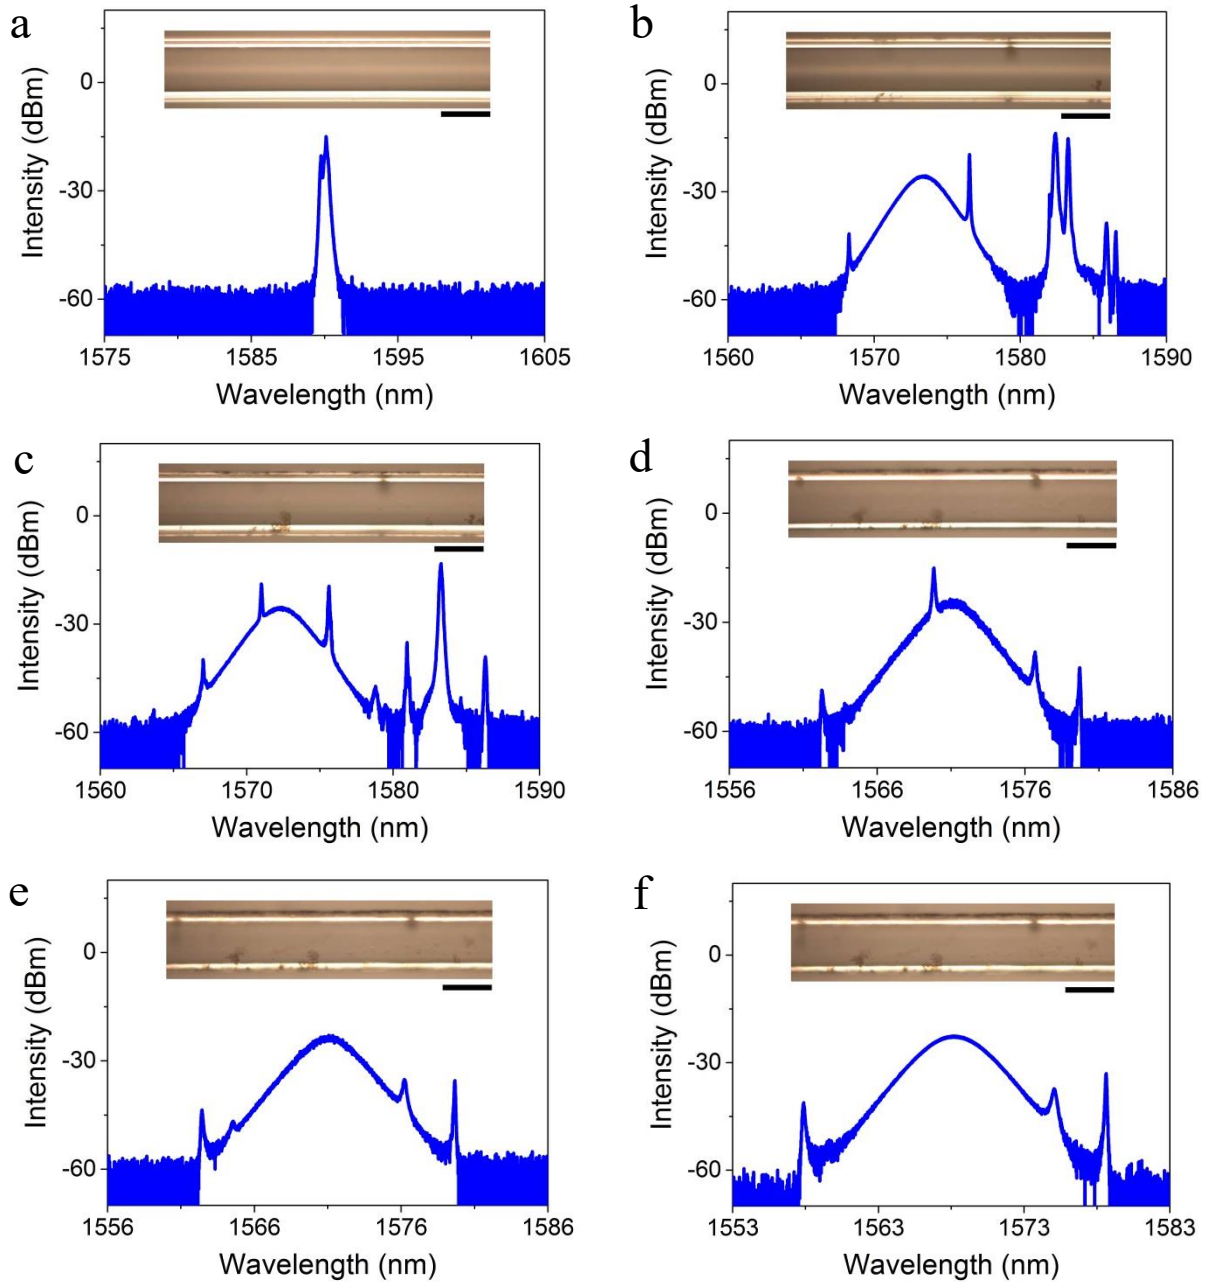 a
Intensity (dBm)
0
-30
-60
1575 1585 1595 1605
Wavelength (nm)
b
Intensity (dBm)
0
-30
-60
1560 1570 1580 1590
Wavelength (nm)
c
Intensity (dBm)
0
-30
-60
1560 1570 1580 1590
Wavelength (nm)
d
Intensity (dBm)
0
-30
-60
1556 1566 1576 1586
Wavelength (nm)
e
Intensity (dBm)
0
-30
-60
1556 1566 1576 1586
Wavelength (nm)
f
Intensity (dBm)
0
-30
-60
1553 1563 1573 1583
Wavelength (nm)